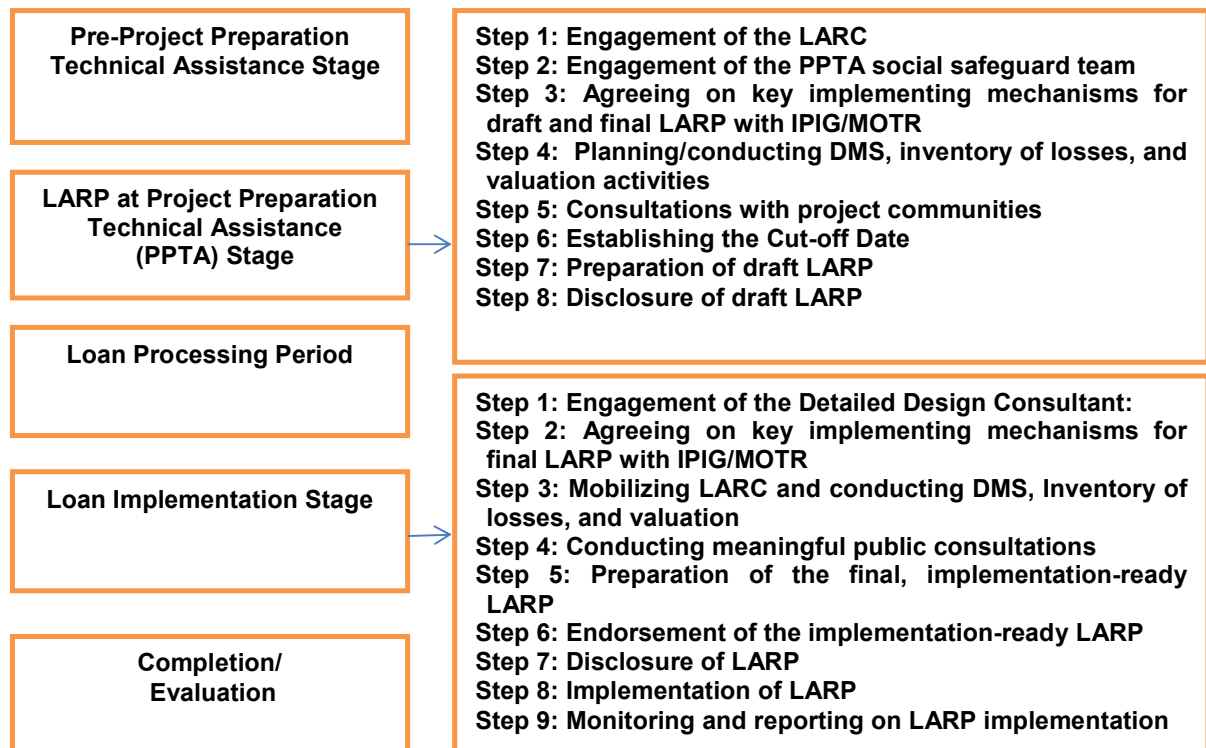 Pre-Project Preparation
Technical Assistance Stage
LARP at Project Preparation
Technical Assistance
(PPTA) Stage
Loan Processing Period
Loan Implementation Stage
Completion/
Evaluation
Step 1: Engagement of the LARC
Step 2: Engagement of the PPTA social safeguard team
Step 3: Agreeing on key implementing mechanisms for
draft and final LARP with IPIG/MOTR
Step 4: Planning/conducting DMS, inventory of losses, and
valuation activities
Step 5: Consultations with project communities
Step 6: Establishing the Cut-off Date
Step 7: Preparation of draft LARP
Step 8: Disclosure of draft LARP
Step 1: Engagement of the Detailed Design Consultant:
Step 2: Agreeing on key implementing mechanisms for
final LARP with IPIG/MOTR
Step 3: Mobilizing LARC and conducting DMS, Inventory of
losses, and valuation
Step 4: Conducting meaningful public consultations
Step 5: Preparation of the final, implementation-ready
LARP
Step 6: Endorsement of the implementation-ready LARP
Step 7: Disclosure of LARP
Step 8: Implementation of LARP
Step 9: Monitoring and reporting on LARP implementation